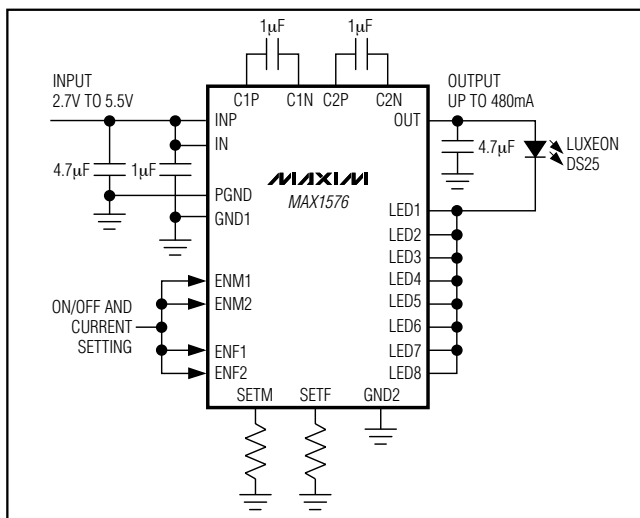 1μF 1μF
INPUT
2.7V TO 5.5V
OUTPUT
UP TO 480mA
C1P C1N C2P C2N
INP OUT
IN
4.7μF 1μF
4.7μF
LUXEON
DS25
MAXIM
MAX1576
PGND
GND1
LED1
LED2
LED3
LED4
LED5
LED6
LED7
LED8
ENM1
ENM2
ON/OFF AND
CURRENT
SETTING
ENF1
ENF2
SETM SETF GND2